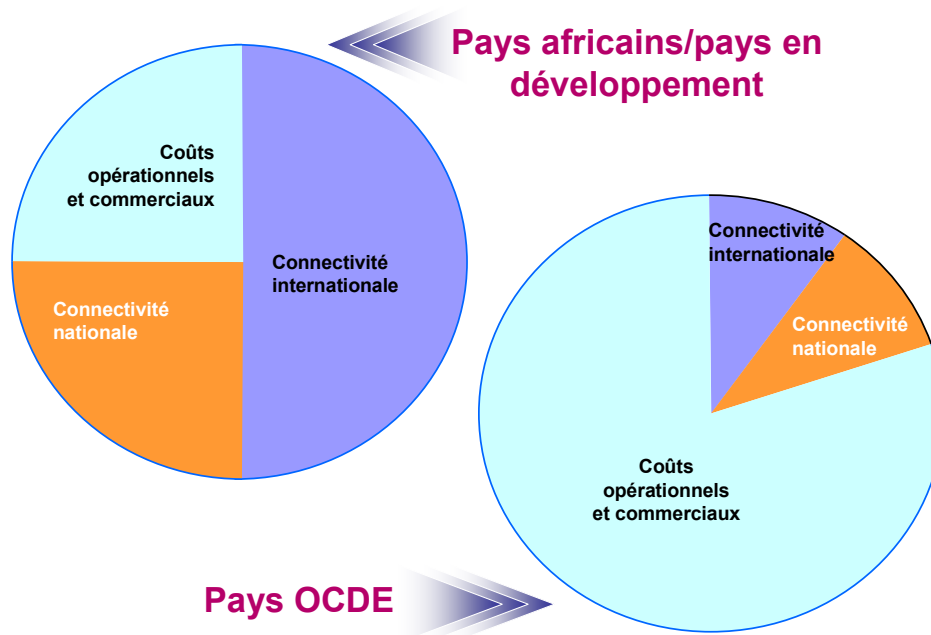 Pays africains/pays en
développement
Coûts
opérationnels
et commerciaux
Connectivité
internationale
Connectivité
nationale
Connectivité
internationale
Connectivité
nationale
Coûts
opérationnels
et commerciaux
Pays OCDE